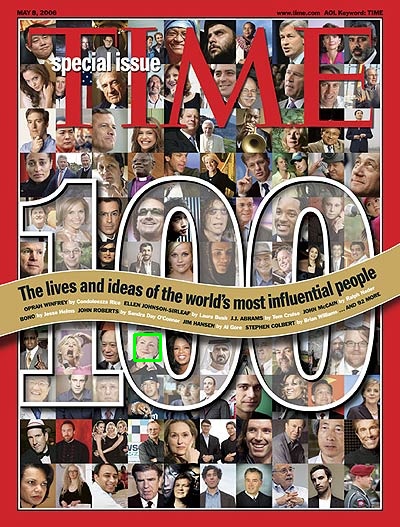 MAY 8, 2006 www.time.com AOL Keyword: TIME
TIME
special issue
100
The lives and ideas of the world's most influential people
OPRAH WINFREY by Condoleezza Rice ELLEN JOHNSON-SIRLEAF by Laura Bush J.J. ABRAMS by Tom Cruise JOHN McCAIN by Ralph Nader
BONO by Jesse Helms JOHN ROBERTS by Sandra Day O'Connor JIM HANSEN by Al Gore STEPHEN COLBERT by Brian Williams ... AND 92 MORE